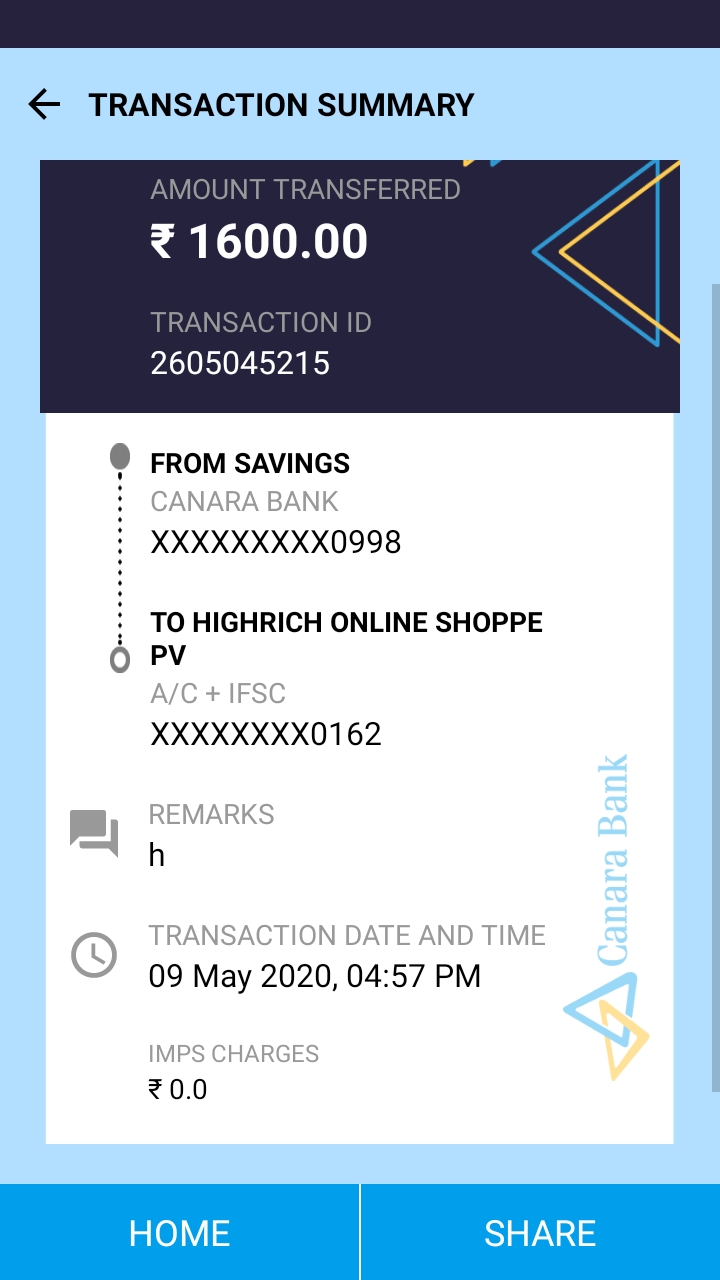 TRANSACTION SUMMARY
AMOUNT TRANSFERRED
₹ 1600.00
TRANSACTION ID
2605045215
FROM SAVINGS
CANARA BANK
XXXXXXXXX0998
TO HIGHRICH ONLINE SHOPPE
PV
A/C + IFSC
XXXXXXXX0162
REMARKS
h
TRANSACTION DATE AND TIME
09 May 2020, 04:57 PM
IMPS CHARGES
₹ 0.0
Canara Bank
HOME
SHARE